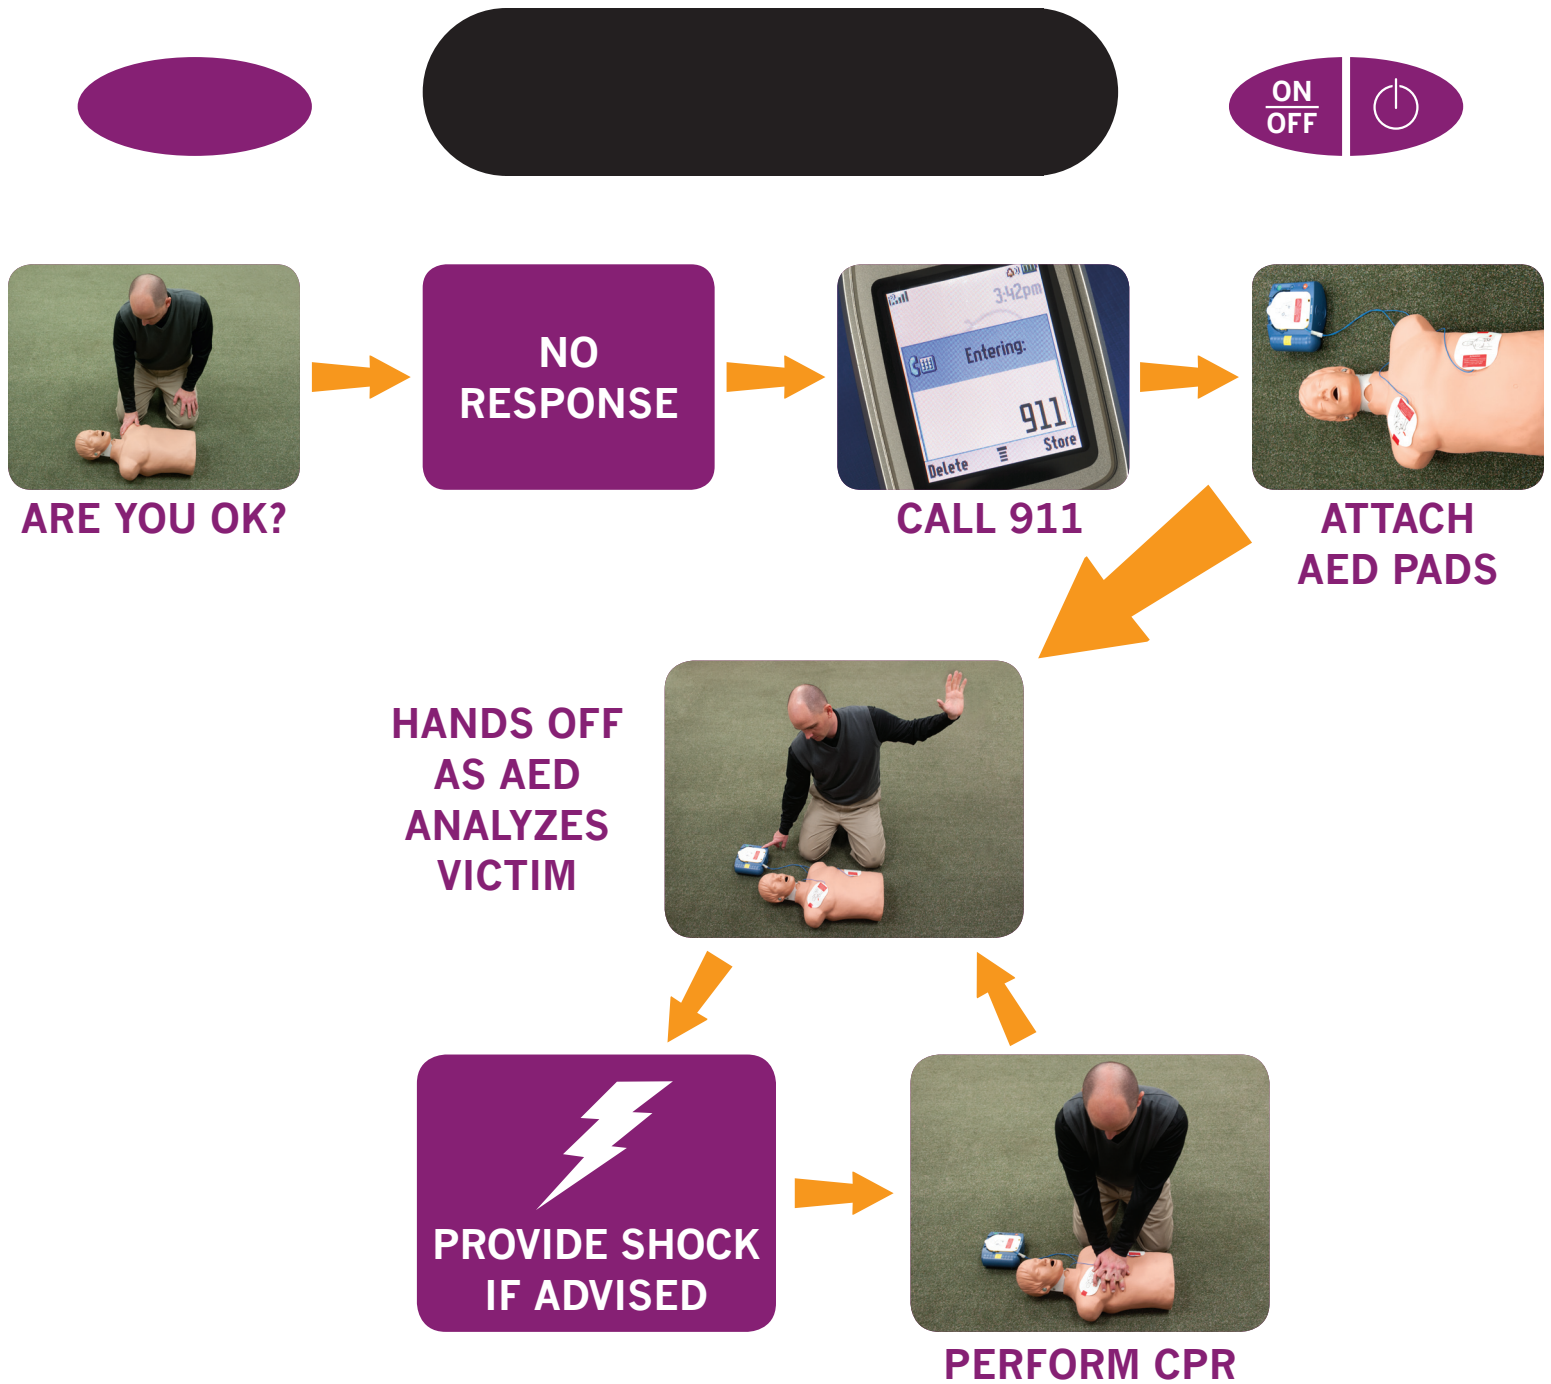 ON
OFF
NO
RESPONSE
3:42pm
Entering:
911
Store
Delete
ARE YOU OK?
CALL 911
ATTACH
AED PADS
HANDS OFF
AS AED
ANALYZES
VICTIM
PROVIDE SHOCK
IF ADVISED
PERFORM CPR